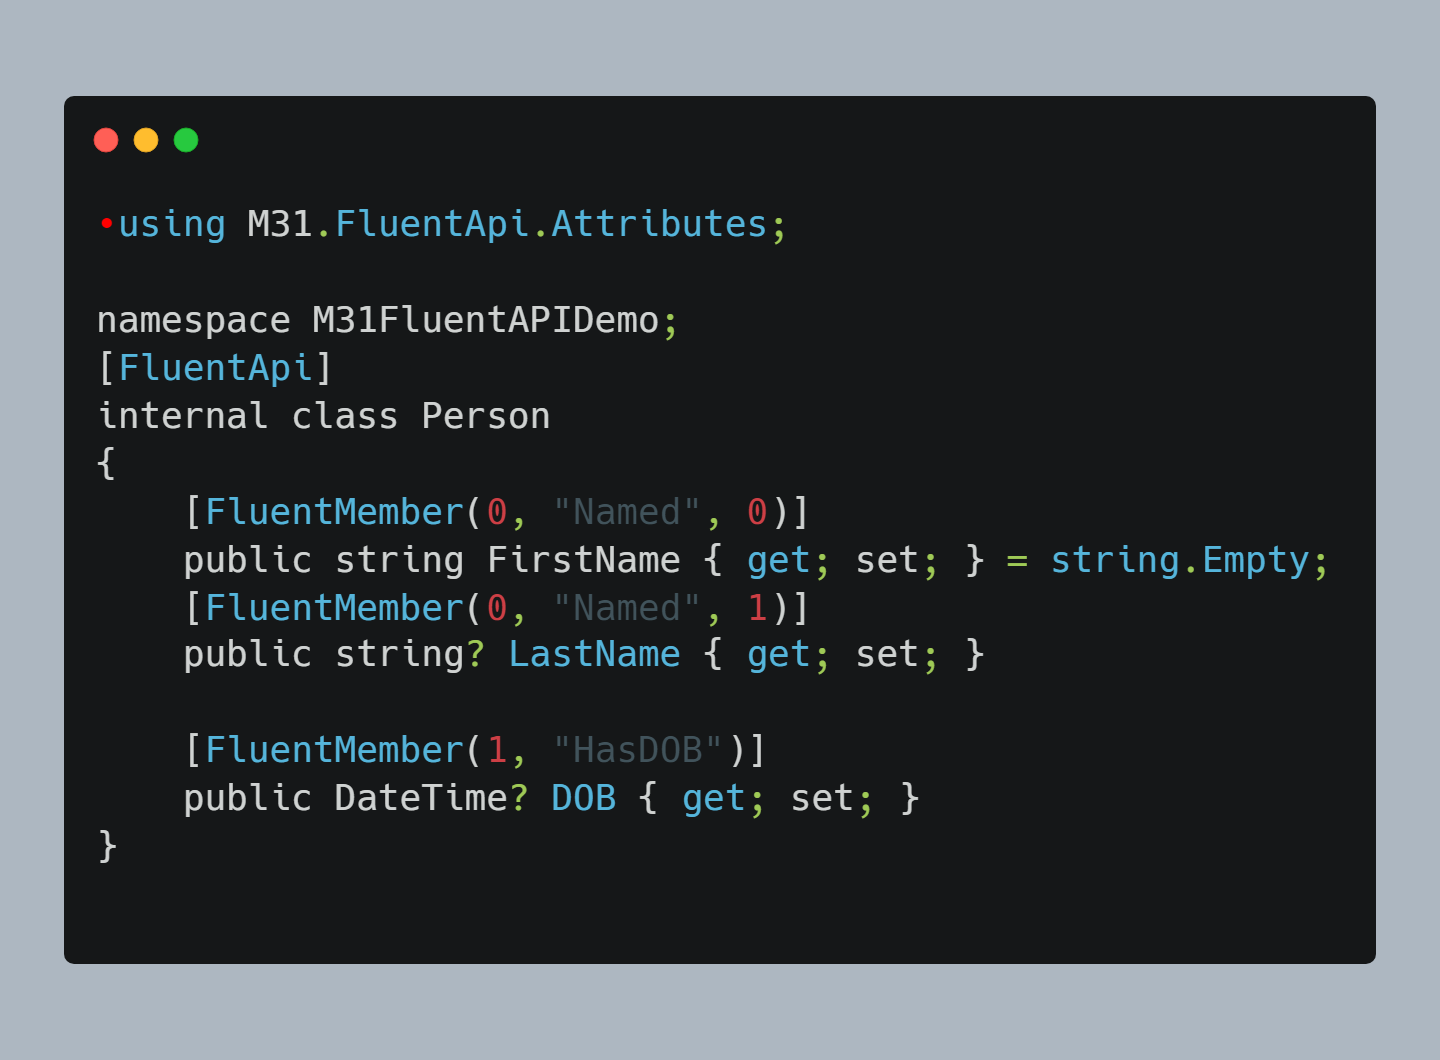 •using M31.FluentApi.Attributes;
namespace M31FluentAPIDemo;
[FluentApi]
internal class Person
{
    [FluentMember(0, "Named", 0)]
    public string FirstName { get; set; } = string.Empty;
    [FluentMember(0, "Named", 1)]
    public string? LastName { get; set; }
    [FluentMember(1, "HasDOB")]
    public DateTime? DOB { get; set; }
}